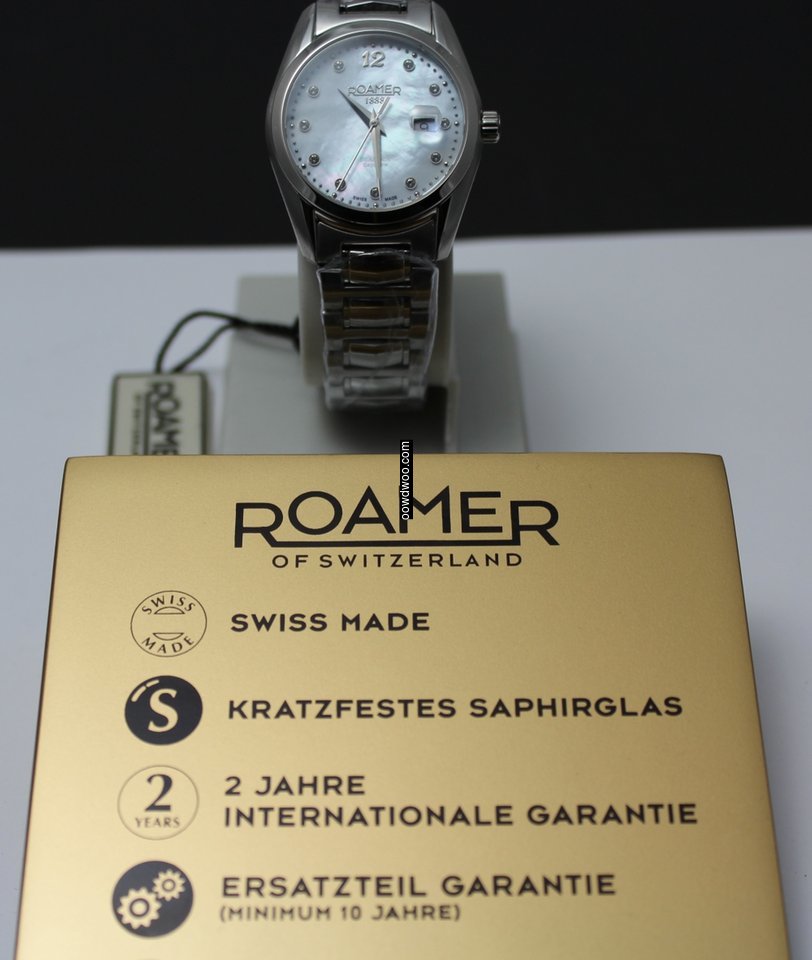 12
ROAMER
1888
SWISS MADE
ROAMER
oowdwoo.com
ROAMER
OF SWITZERLAND
SWISS
MADE
SWISS MADE
S
KRATZFESTES SAPHIRGLAS
2
YEARS
2 JAHRE
INTERNATIONALE GARANTIE
ERSATZTEIL GARANTIE
(MINIMUM 10 JAHRE)